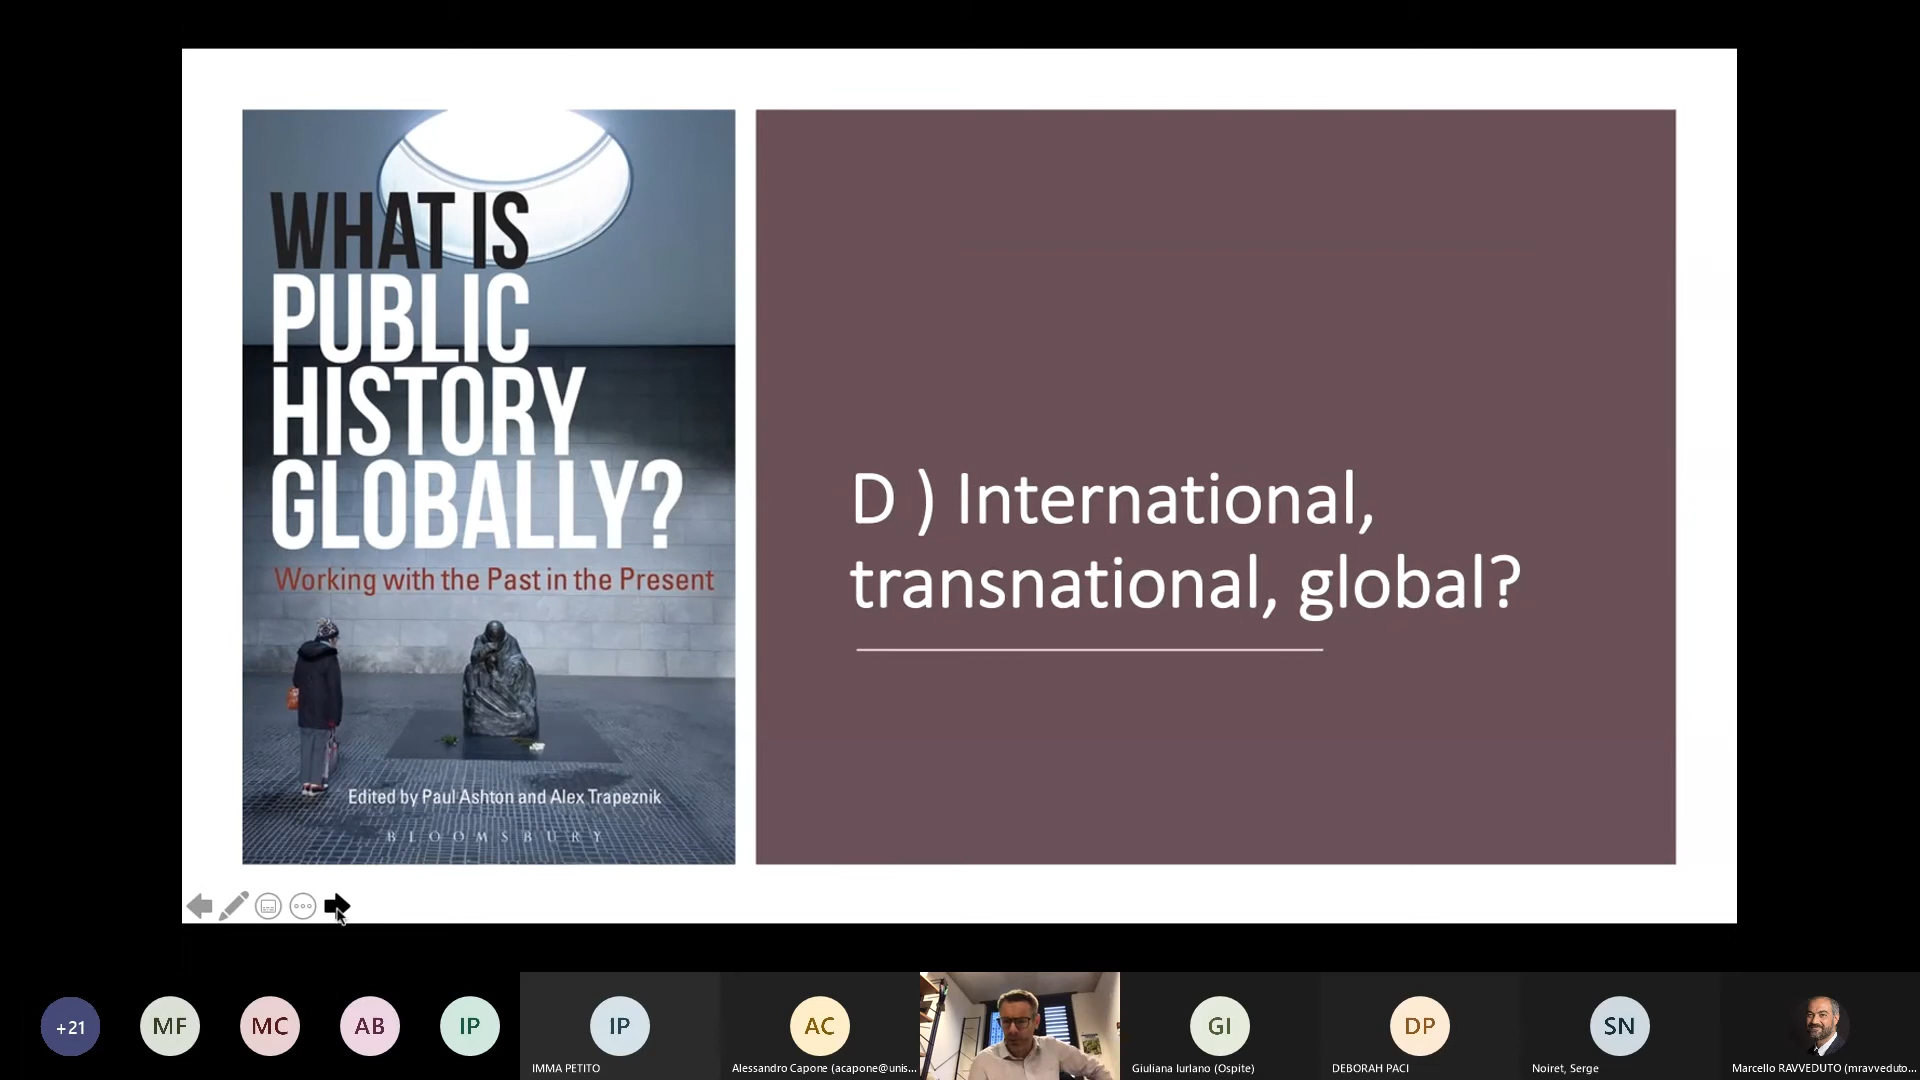 WHAT IS
PUBLIC
HISTORY
GLOBALLY?
Working with the Past in the Present
Edited by Paul Ashton and Alex Trapeznik
BLOOMSBURY
D ) International,
transnational, global?
+21
MF
MC
AB
IP
IP
IMMA PETITO
AC
Alessandro Capone (acapone@unis...
GI
Giuliana Iurlano (Ospite)
DP
DEBORAH PACI
SN
Noiret, Serge
Marcello RAVVEDUTO (mravveduto...